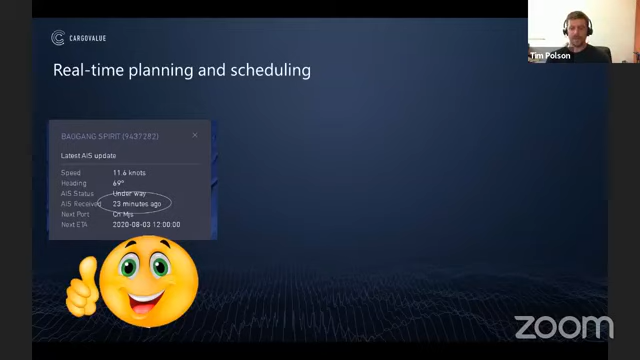 CARGOVALUE
Tim Polson
Real-time planning and scheduling
BAOGANG SPIRIT (9437282) ×
Latest AIS update
Speed 11.6 knots
Heading 69°
AIS Status Under way
AIS Received 23 minutes ago
Next Port Cn Mjs
Next ETA 2020-08-03 12:00:00
zoom